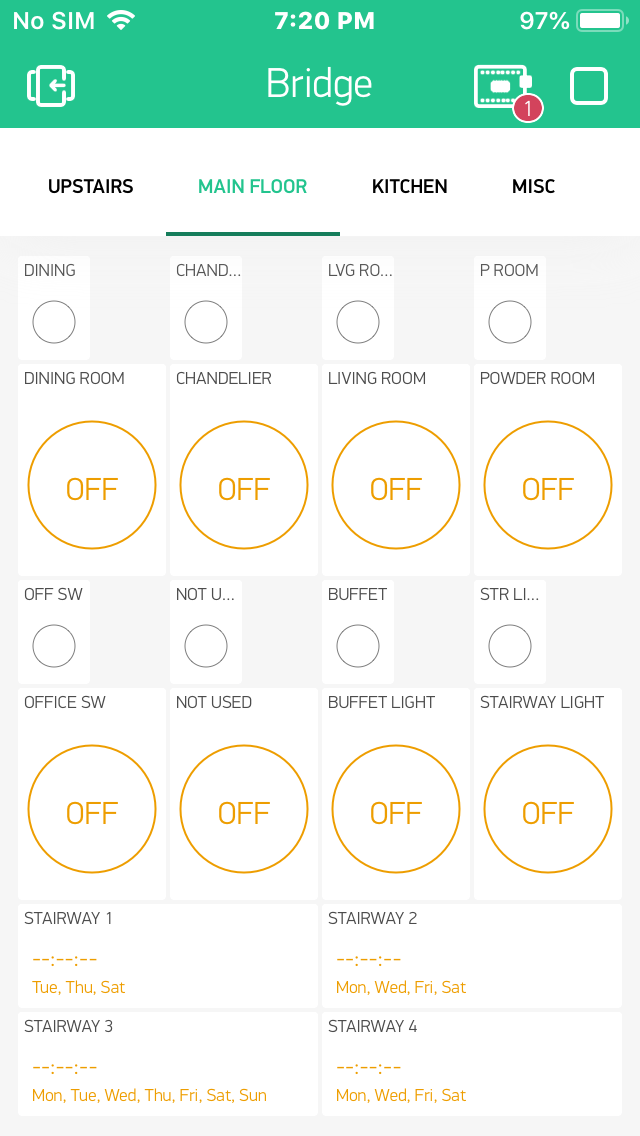 No SIM 7:20 PM 97%
Bridge
1
UPSTAIRS MAIN FLOOR KITCHEN MISC
DINING CHAND... LVG RO... P ROOM
DINING ROOM CHANDELIER LIVING ROOM POWDER ROOM
OFF OFF OFF OFF
OFF SW NOT U... BUFFET STR LI...
OFFICE SW NOT USED BUFFET LIGHT STAIRWAY LIGHT
OFF OFF OFF OFF
STAIRWAY 1 STAIRWAY 2
--:--:-- --:--:--
Tue, Thu, Sat Mon, Wed, Fri, Sat
STAIRWAY 3 STAIRWAY 4
--:--:-- --:--:--
Mon, Tue, Wed, Thu, Fri, Sat, Sun Mon, Wed, Fri, Sat